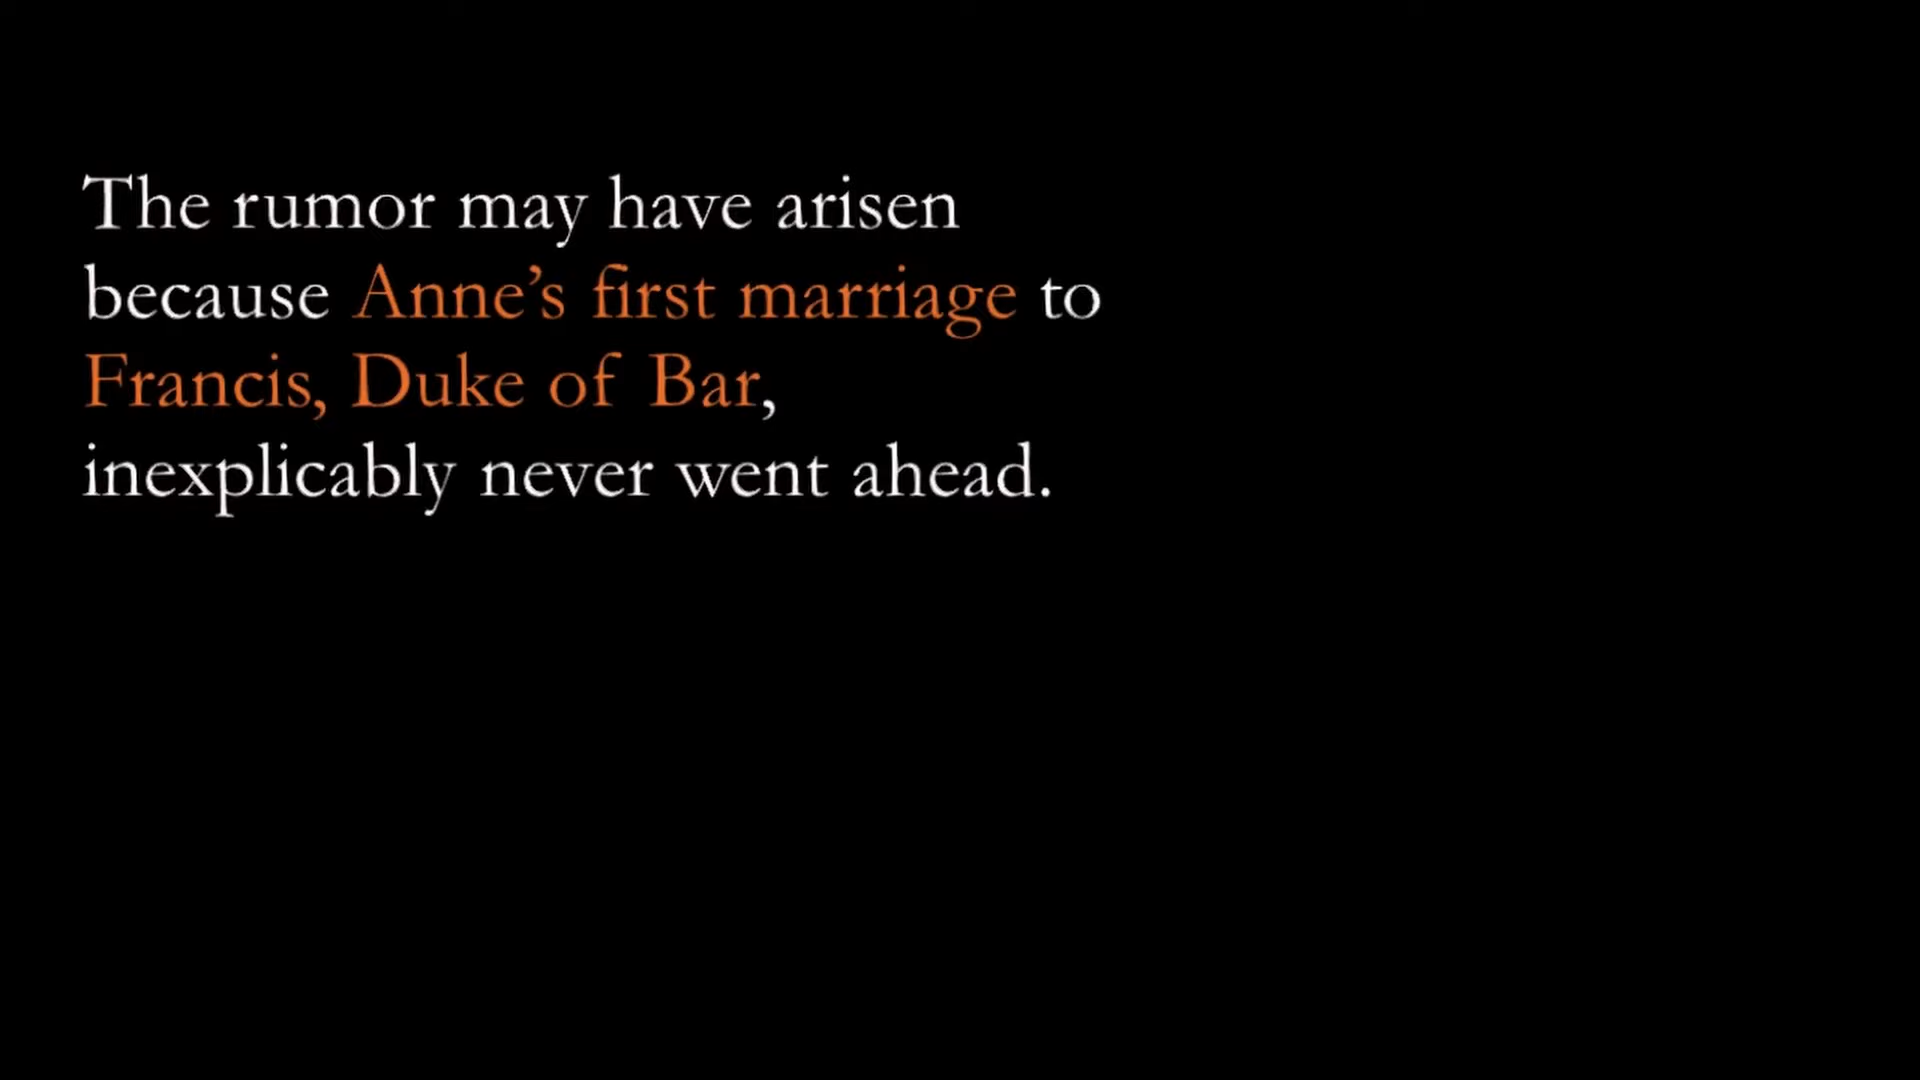 The rumor may have arisen
because Anne’s first marriage to
Francis, Duke of Bar,
inexplicably never went ahead.